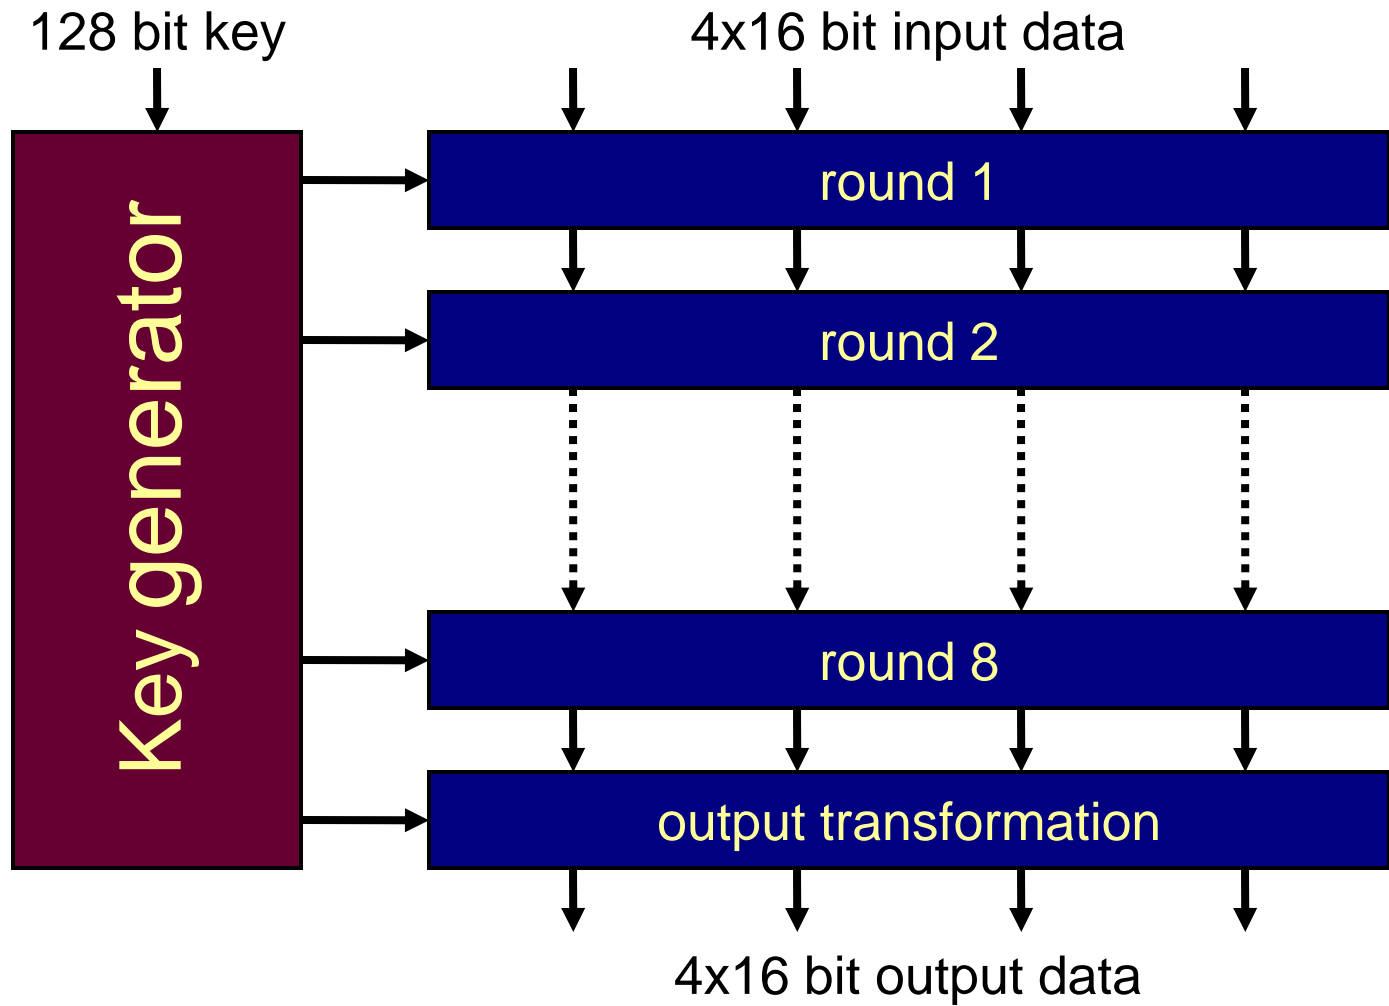 128 bit key
4x16 bit input data
Key generator
round 1
round 2
round 8
output transformation
4x16 bit output data